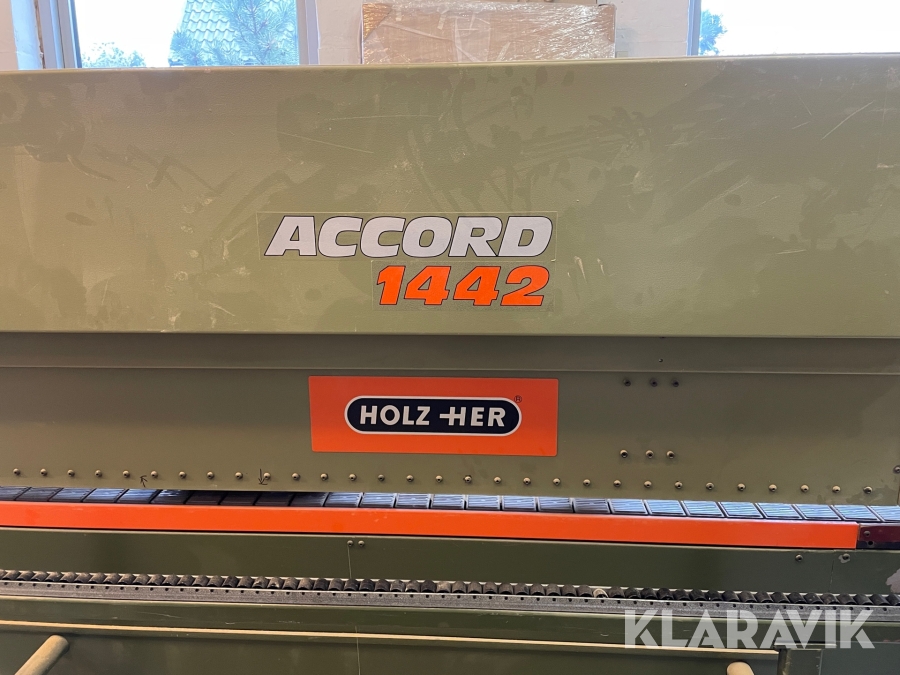 ACCORD
1442
HOLZ-HER®
KLARAVIK